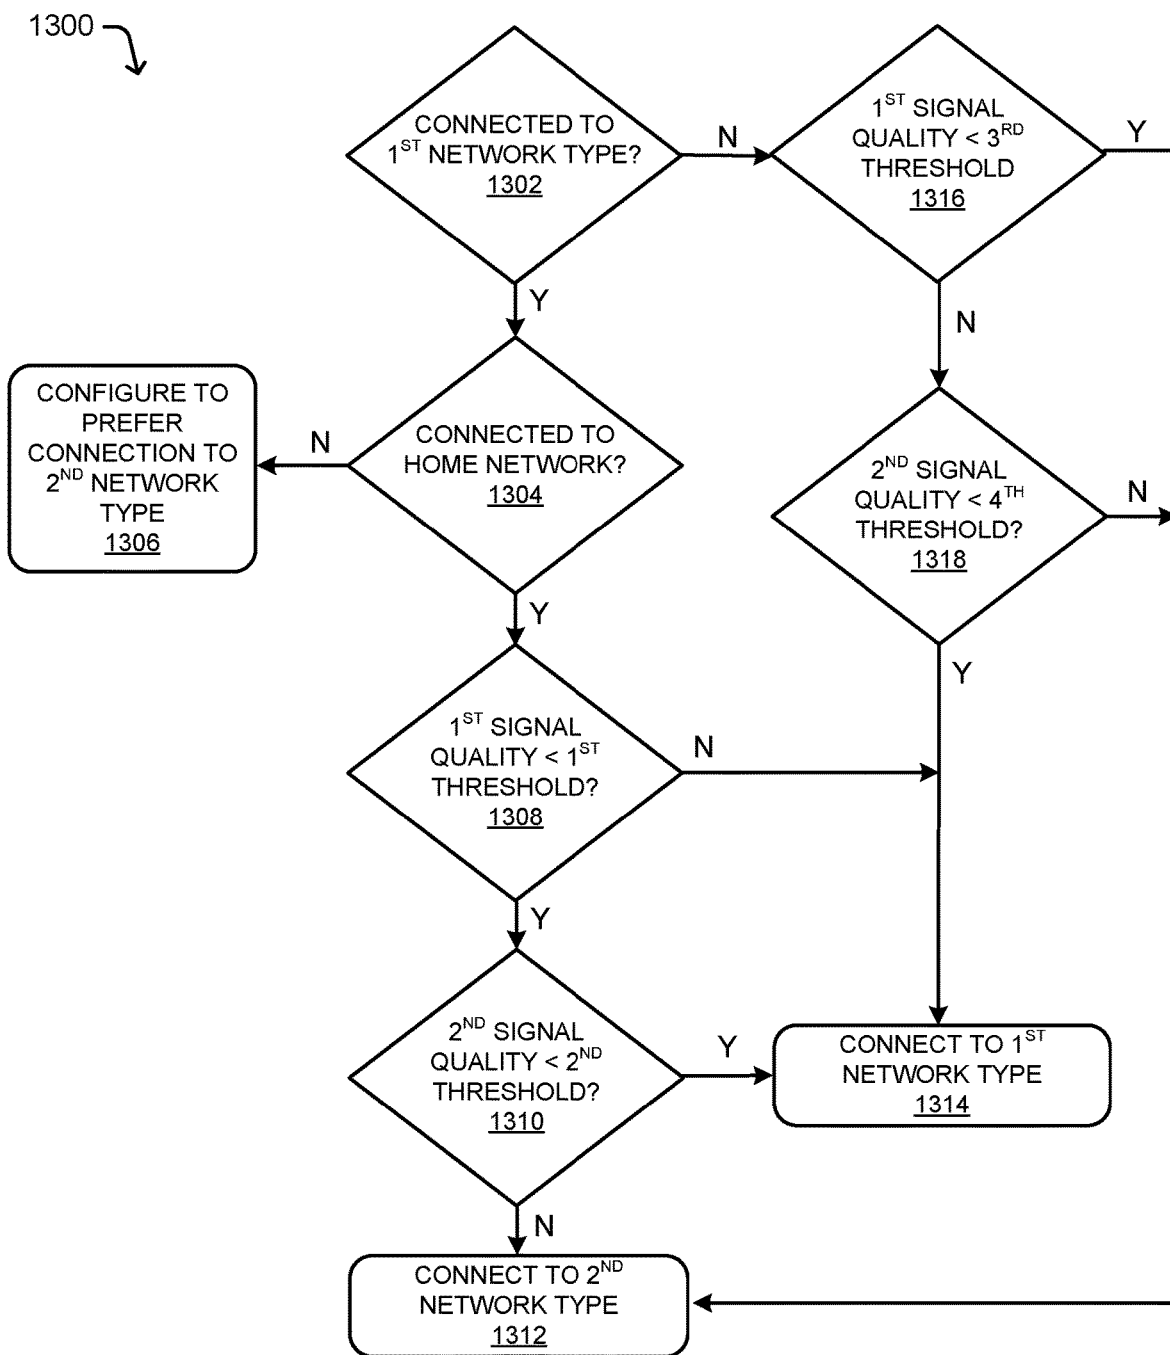 1300
CONNECTED TO
1ST NETWORK TYPE?
1302
N
1ST SIGNAL
QUALITY < 3RD
THRESHOLD
1316
Y
Y
N
CONFIGURE TO
PREFER
CONNECTION TO
2ND NETWORK
TYPE
1306
N
CONNECTED TO
HOME NETWORK?
1304
2ND SIGNAL
QUALITY < 4TH
THRESHOLD?
1318
N
Y
Y
1ST SIGNAL
QUALITY < 1ST
THRESHOLD?
1308
N
Y
2ND SIGNAL
QUALITY < 2ND
THRESHOLD?
1310
Y
CONNECT TO 1ST
NETWORK TYPE
1314
N
CONNECT TO 2ND
NETWORK TYPE
1312